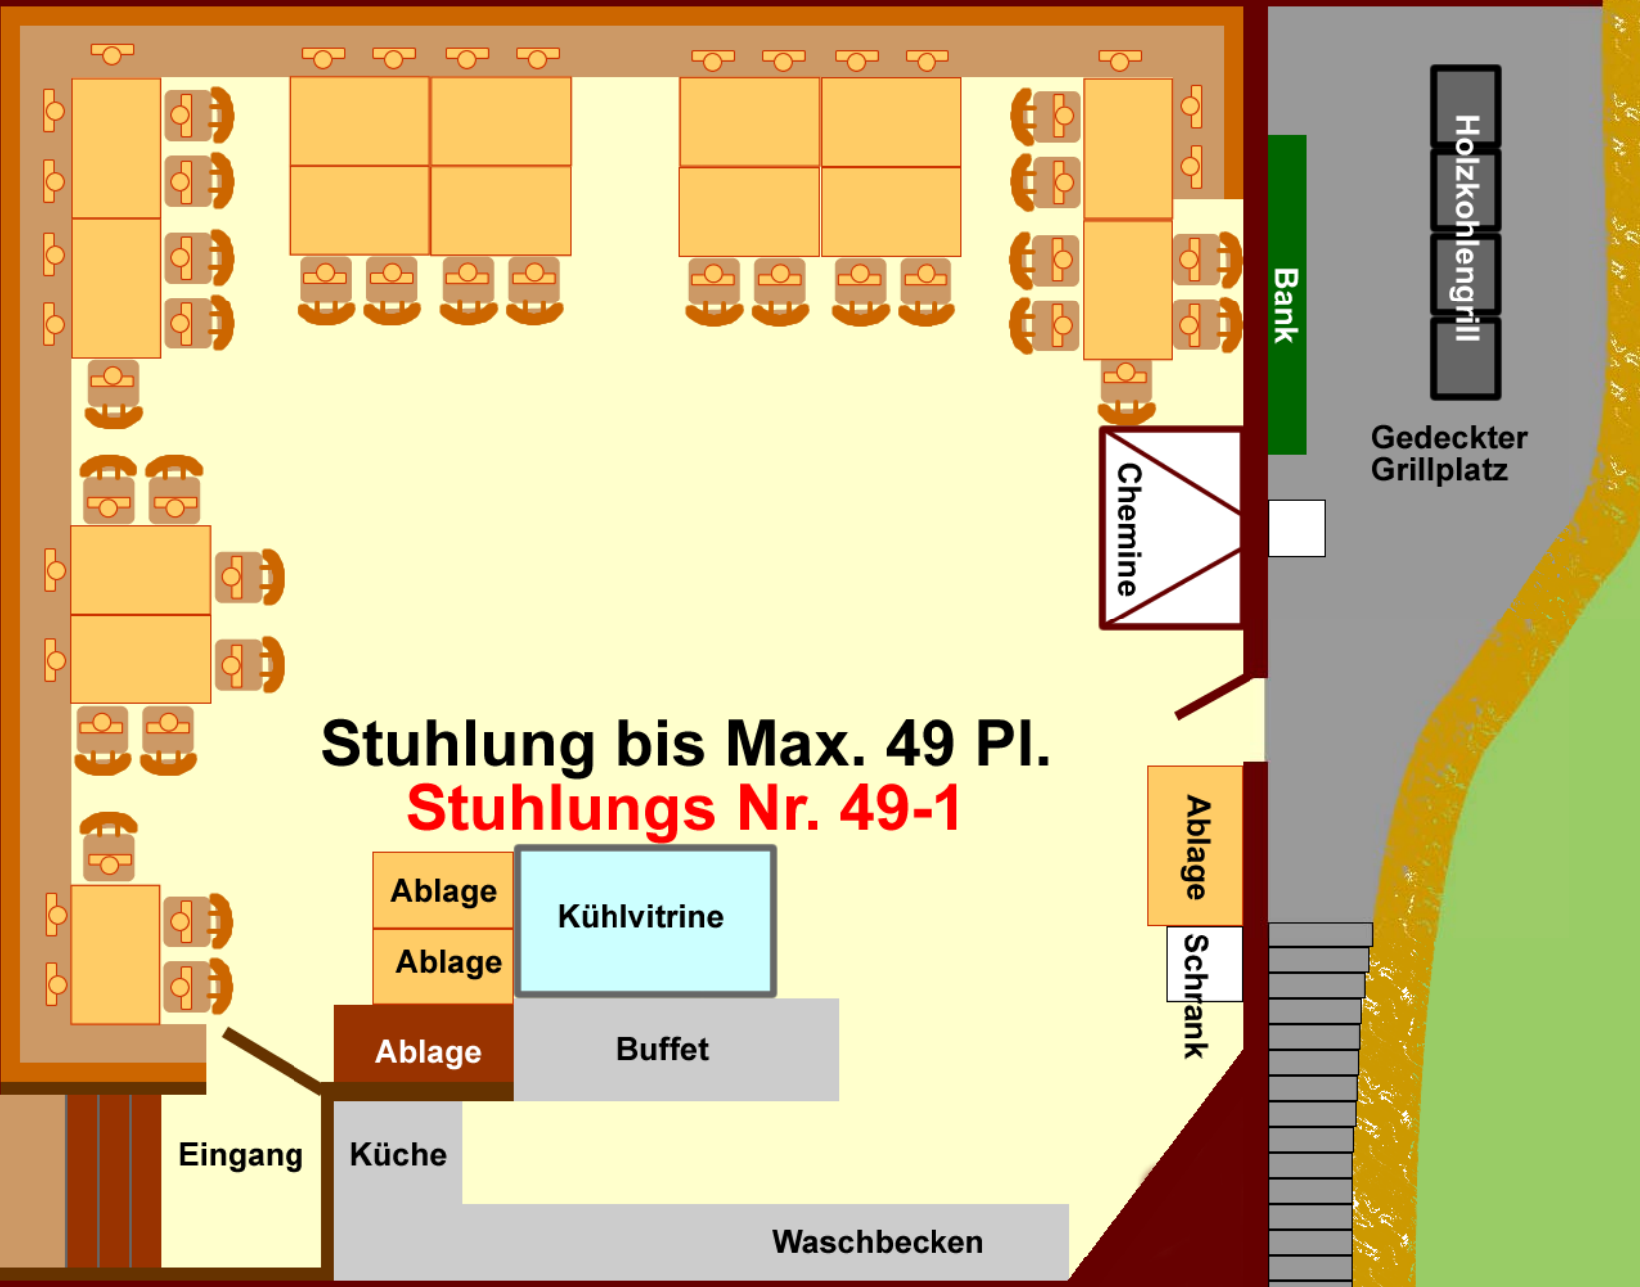 Holzkohlengrill
Bank
Gedeckter
Grillplatz
Chemine
Stuhlung bis Max. 49 Pl.
Stuhlungs Nr. 49-1
Ablage
Ablage
Kühlvitrine
Ablage
Schrank
Ablage
Buffet
Eingang
Küche
Waschbecken